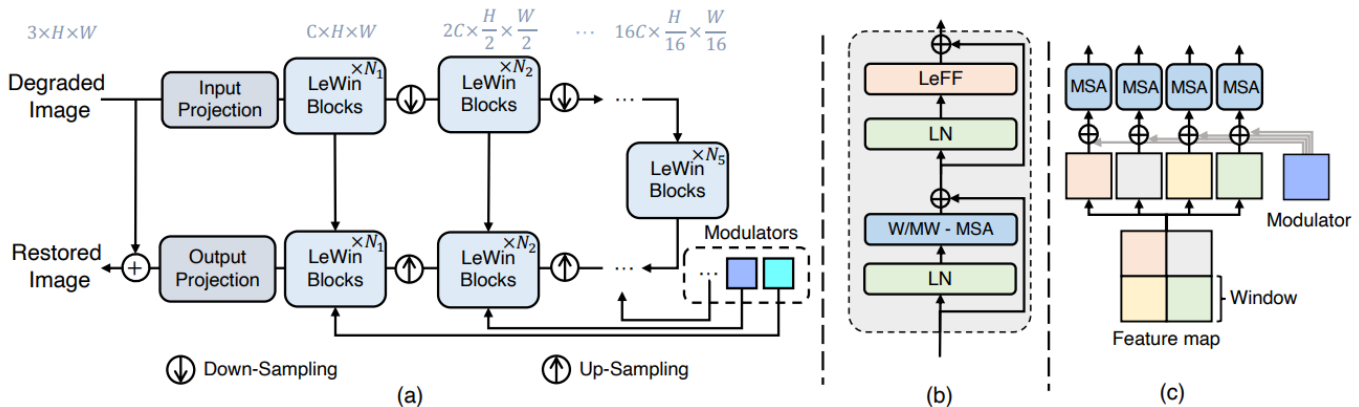 3×H×W
C×H×W
2C×H/2×W/2
...
16C×H/16×W/16
Degraded
Image
Input
Projection
LeWin
Blocks
×N₁
LeWin
Blocks
×N₂
...
LeWin
Blocks
×N₅
Restored
Image
Output
Projection
LeWin
Blocks
×N₁
LeWin
Blocks
×N₂
...
Modulators
...
Down-Sampling
Up-Sampling
(a)
LeFF
LN
W/MW - MSA
LN
(b)
MSA
MSA
MSA
MSA
Modulator
Window
Feature map
(c)